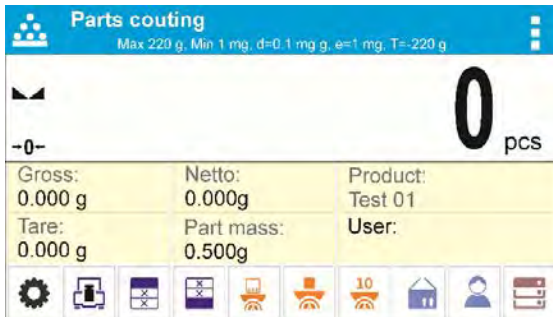 Parts couting
Max 220 g, Min 1 mg, d=0.1 mg g, e=1 mg, T=-220 g
0 pcs
→0←
Gross: Netto: Product:
0.000 g 0.000g Test 01
Tare: Part mass: User:
0.000 g 0.500g
10